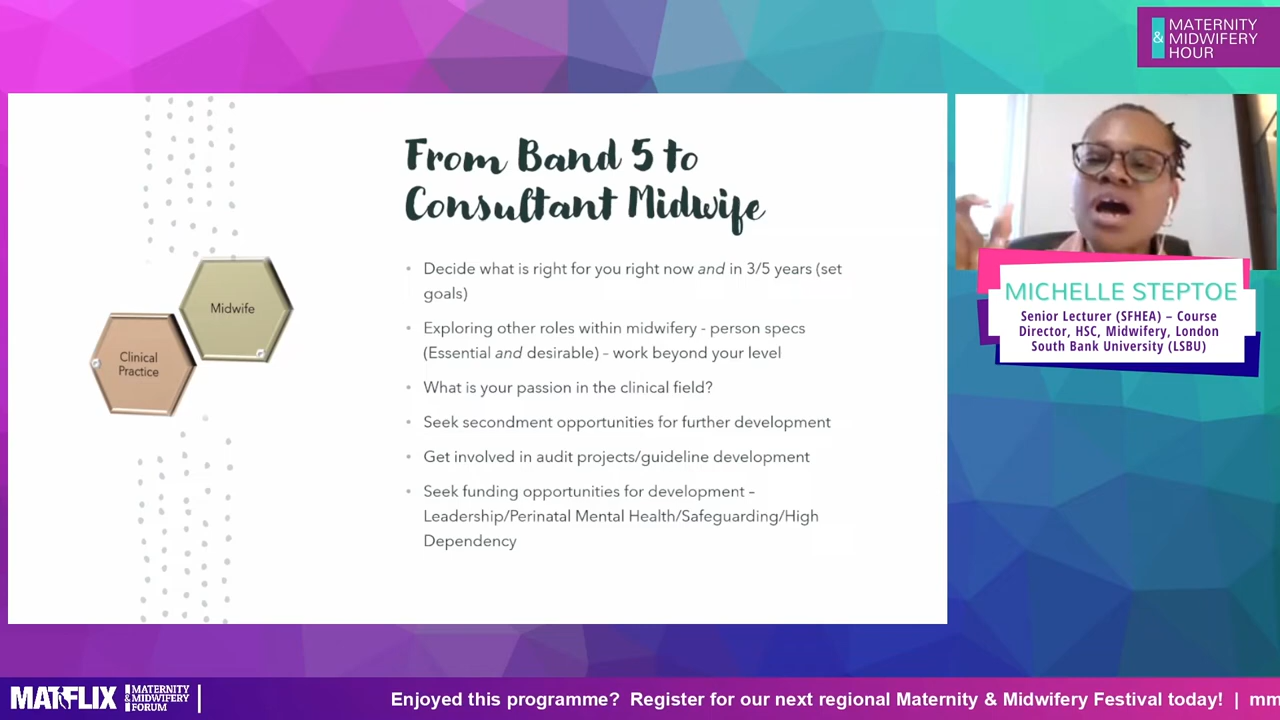 MATERNITY
& MIDWIFERY
HOUR
From Band 5 to
Consultant Midwife
Midwife
Clinical
Practice
• Decide what is right for you right now and in 3/5 years (set
goals)
• Exploring other roles within midwifery - person specs
(Essential and desirable) – work beyond your level
• What is your passion in the clinical field?
• Seek secondment opportunities for further development
• Get involved in audit projects/guideline development
• Seek funding opportunities for development –
Leadership/Perinatal Mental Health/Safeguarding/High
Dependency
MICHELLE STEPTOE
Senior Lecturer (SFHEA) – Course
Director, HSC, Midwifery, London
South Bank University (LSBU)
MATFLIX
MATERNITY
& MIDWIFERY
FORUM
Enjoyed this programme? Register for our next regional Maternity & Midwifery Festival today! |